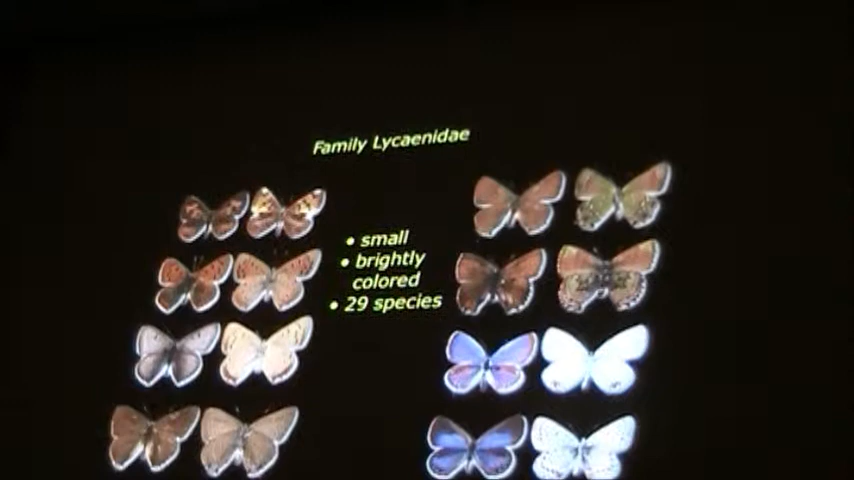 Family Lycaenidae
• small
• brightly
colored
• 29 species